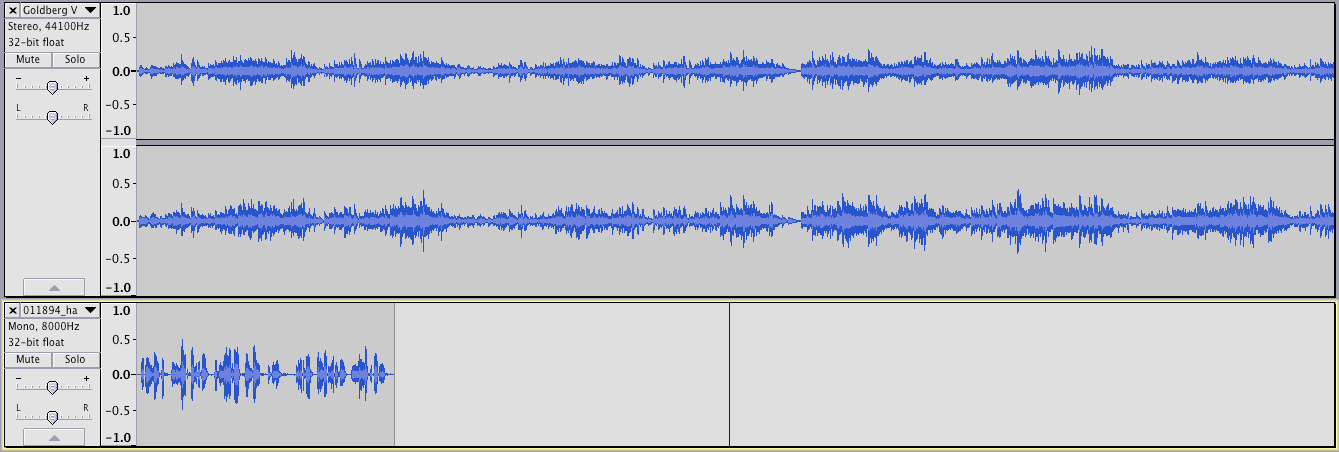 Goldberg V
Stereo, 44100Hz
32-bit float
Mute Solo
- +
L R
1.0
0.5-
0.0-
-0.5-
-1.0
1.0
0.5-
0.0-
-0.5-
-1.0
011894_ha
Mono, 8000Hz
32-bit float
Mute Solo
- +
L R
1.0
0.5-
0.0-
-0.5-
-1.0